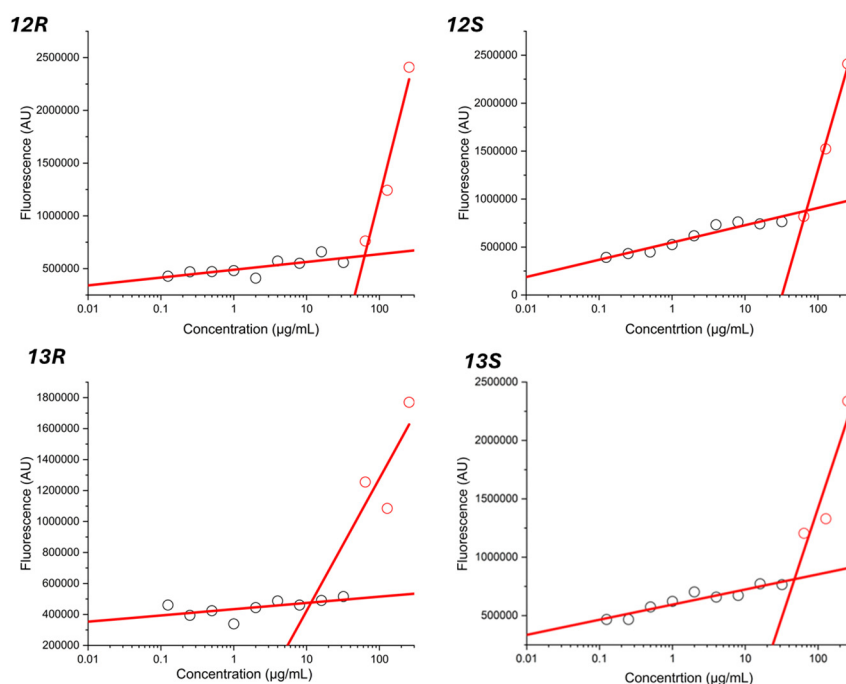 12R
Fluorescence (AU)
2500000
2000000
1500000
1000000
500000
0.01 0.1 1 10 100
Concentration (µg/mL)
12S
Fluorescence (AU)
2500000
2000000
1500000
1000000
500000
0
0.01 0.1 1 10 100
Concentrtion (µg/mL)
13R
Fluorescence (AU)
1800000
1600000
1400000
1200000
1000000
800000
600000
400000
200000
0.01 0.1 1 10 100
Concentration (µg/mL)
13S
Fluorescence (AU)
2500000
2000000
1500000
1000000
500000
0.01 0.1 1 10 100
Concentrtion (µg/mL)